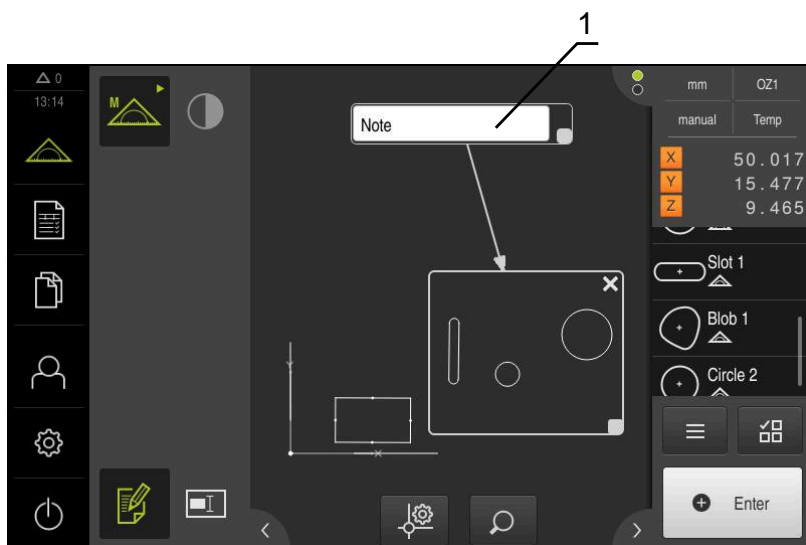 1
0
13:14
M
Note
mm
OZ1
manual
Temp
X
50.017
Y
15.477
Z
9.465
Slot 1
Blob 1
Circle 2
Y
X
Enter